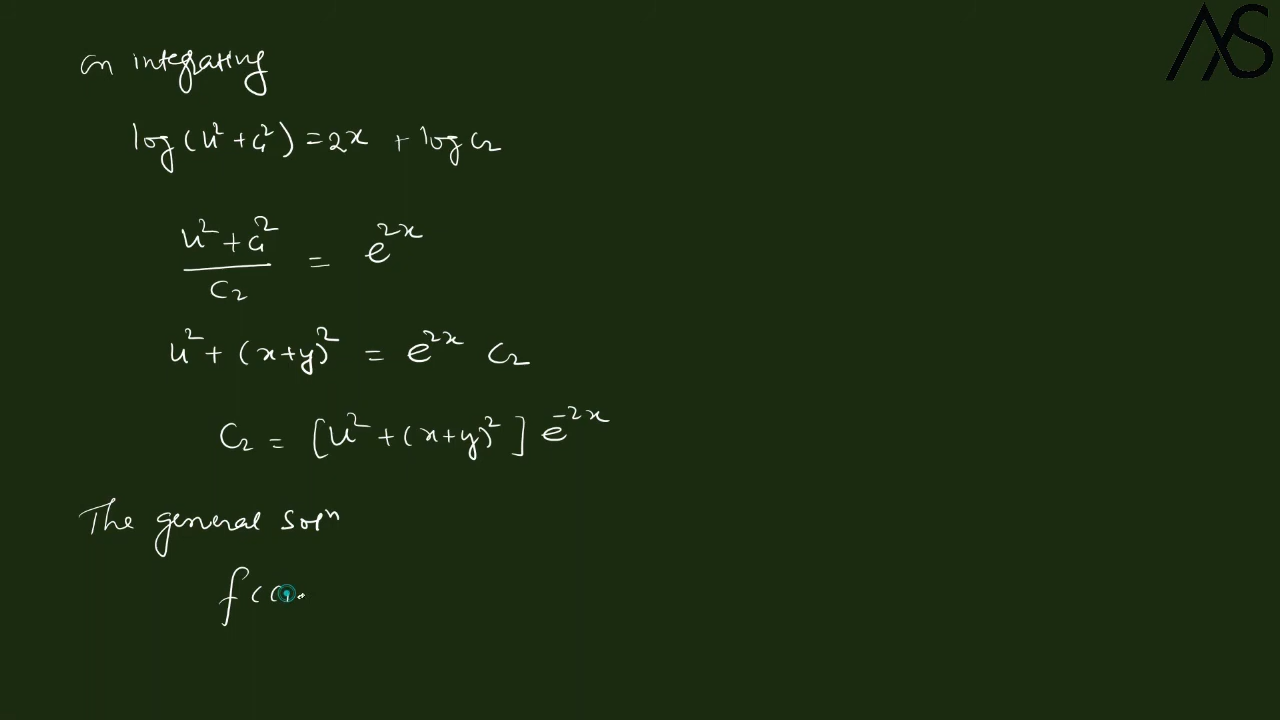 NS
on integrating
log(u² + c₁²) = 2x + log c₂
u² + c₁² / c₂ = e^2x
u² + (x+y)² = e^2x c₂
c₂ = [u² + (x+y)²] e^-2x
The general solⁿ
f(c